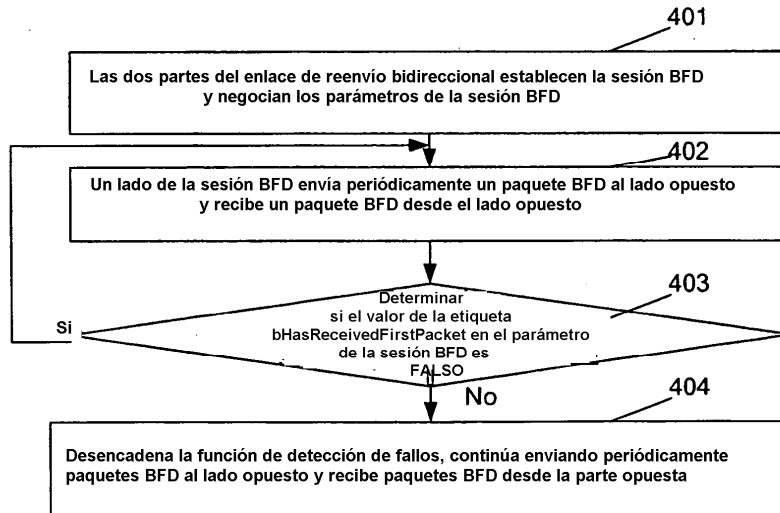 401
Las dos partes del enlace de reenvío bidireccional establecen la sesión BFD
y negocian los parámetros de la sesión BFD
402
Un lado de la sesión BFD envía periódicamente un paquete BFD al lado opuesto
y recibe un paquete BFD desde el lado opuesto
403
Determinar
si el valor de la etiqueta
bHasReceivedFirstPacket en el parámetro
de la sesión BFD es
FALSO
Si
No
404
Desencadena la función de detección de fallos, continúa enviando periódicamente
paquetes BFD al lado opuesto y recibe paquetes BFD desde la parte opuesta